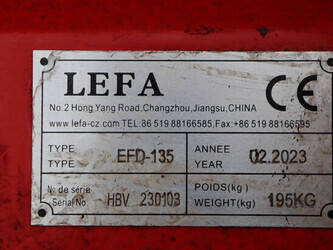 LEFA CE
No.2 Hong Yang Road,Changzhou,Jiangsu,CHINA
www.lefa-cz.com TEL:86 519 88166585,Fax:+86 519 88166595
TYPE EFD-135 ANNEE 02.2023
TYPE YEAR
№ de série HBV 230103 POIDS(kg) 195KG
Serial No. WEIGHT(kg)